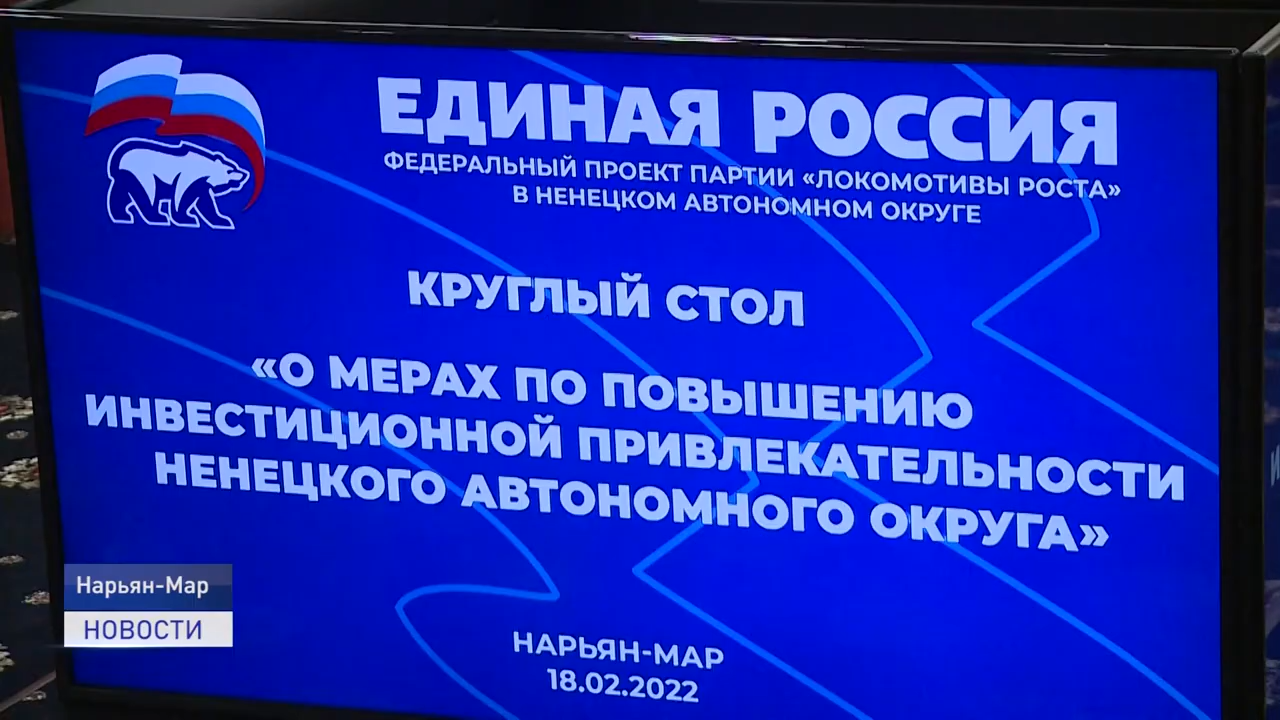 ЕДИНАЯ РОССИЯ
ФЕДЕРАЛЬНЫЙ ПРОЕКТ ПАРТИИ «ЛОКОМОТИВЫ РОСТА»
В НЕНЕЦКОМ АВТОНОМНОМ ОКРУГЕ
КРУГЛЫЙ СТОЛ
«О МЕРАХ ПО ПОВЫШЕНИЮ
ИНВЕСТИЦИОННОЙ ПРИВЛЕКАТЕЛЬНОСТИ
НЕНЕЦКОГО АВТОНОМНОГО ОКРУГА»
НАРЬЯН-МАР
18.02.2022
Нарьян-Мар
НОВОСТИ